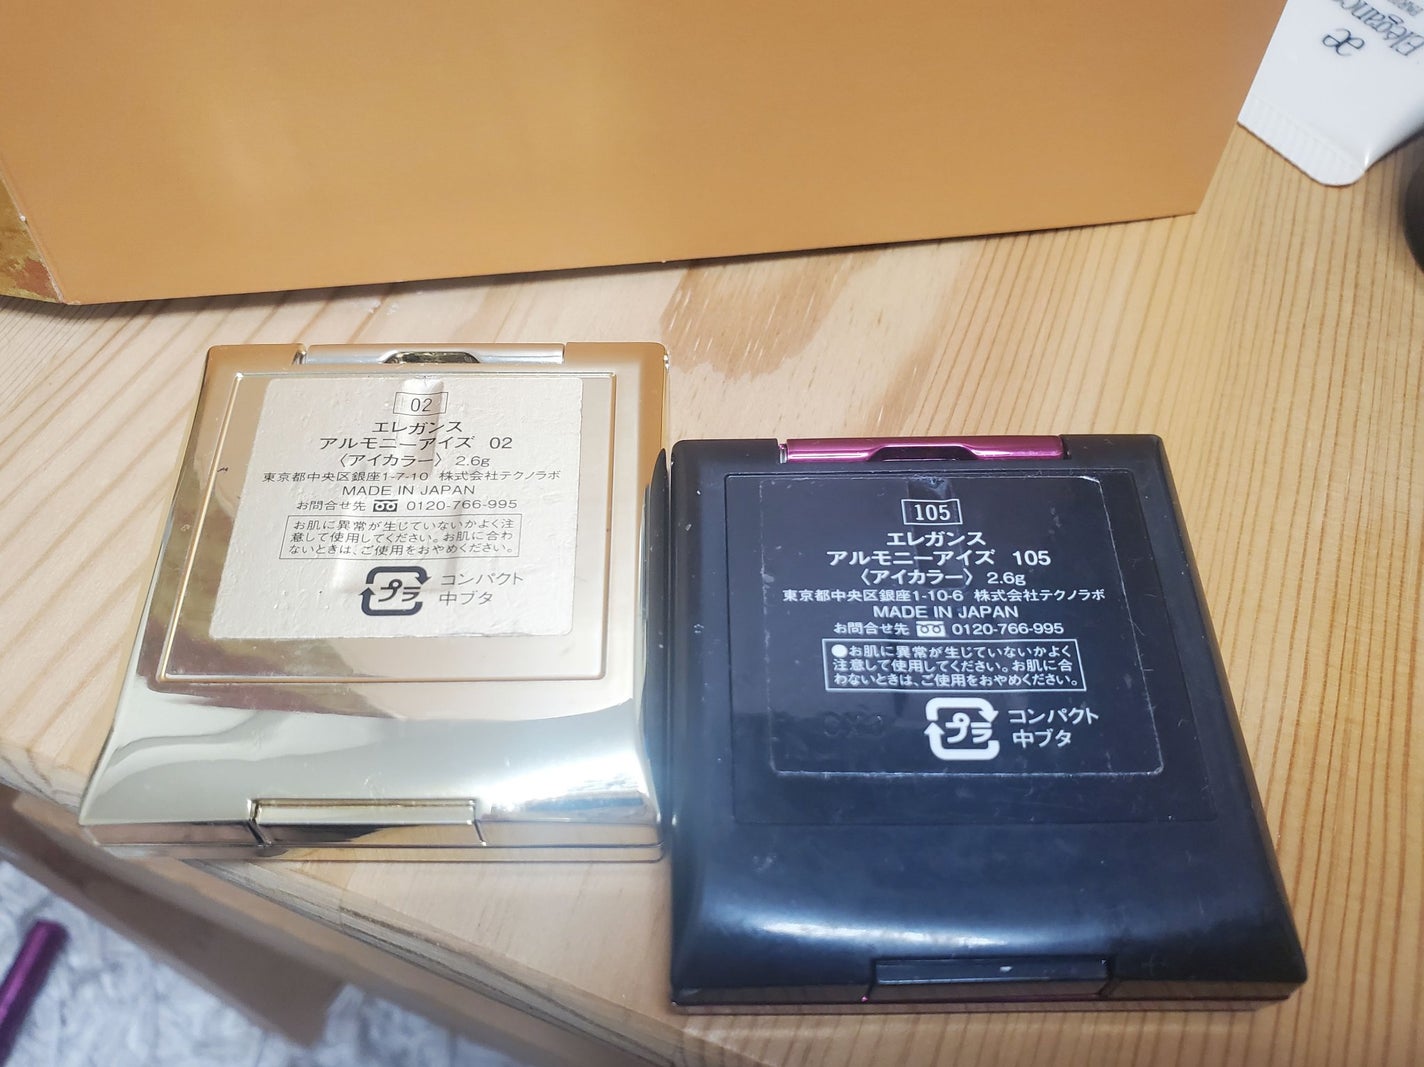 æ
Elégance
02
エレガンス
アルモニーアイズ 02
〈アイカラー〉 2.6g
東京都中央区銀座1-7-10 株式会社テクノラボ
MADE IN JAPAN
お問合せ先 0120-766-995
お肌に異常が生じていないかよく注
意して使用してください。お肌に合わ
ないときは、ご使用をおやめください。
プラ
コンパクト
中ブタ
105
エレガンス
アルモニーアイズ 105
〈アイカラー〉 2.6g
東京都中央区銀座1-10-6 株式会社テクノラボ
MADE IN JAPAN
お問合せ先 0120-766-995
●お肌に異常が生じていないかよく
注意して使用してください。お肌に合
わないときは、ご使用をおやめください。
プラ
コンパクト
中ブタ